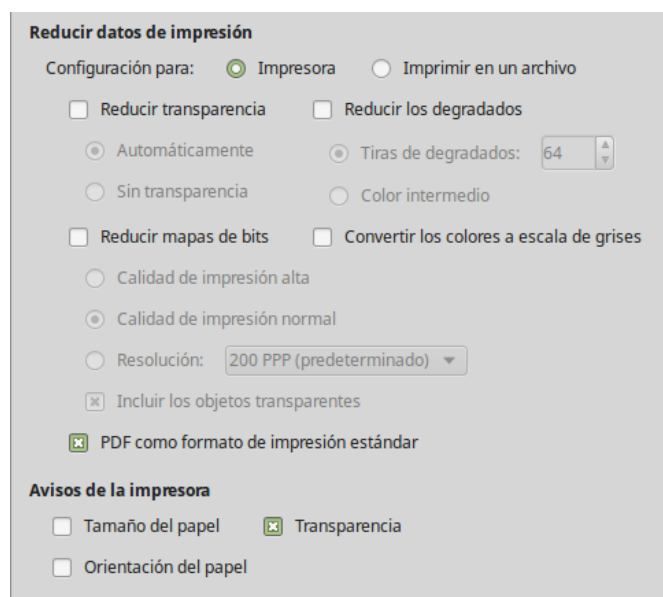 Reducir datos de impresión
Configuración para: Impresora Imprimir en un archivo
Reducir transparencia Reducir los degradados
Automáticamente Tiras de degradados: 64
Sin transparencia Color intermedio
Reducir mapas de bits Convertir los colores a escala de grises
Calidad de impresión alta
Calidad de impresión normal
Resolución: 200 PPP (predeterminado)
Incluir los objetos transparentes
PDF como formato de impresión estándar
Avisos de la impresora
Tamaño del papel Transparencia
Orientación del papel